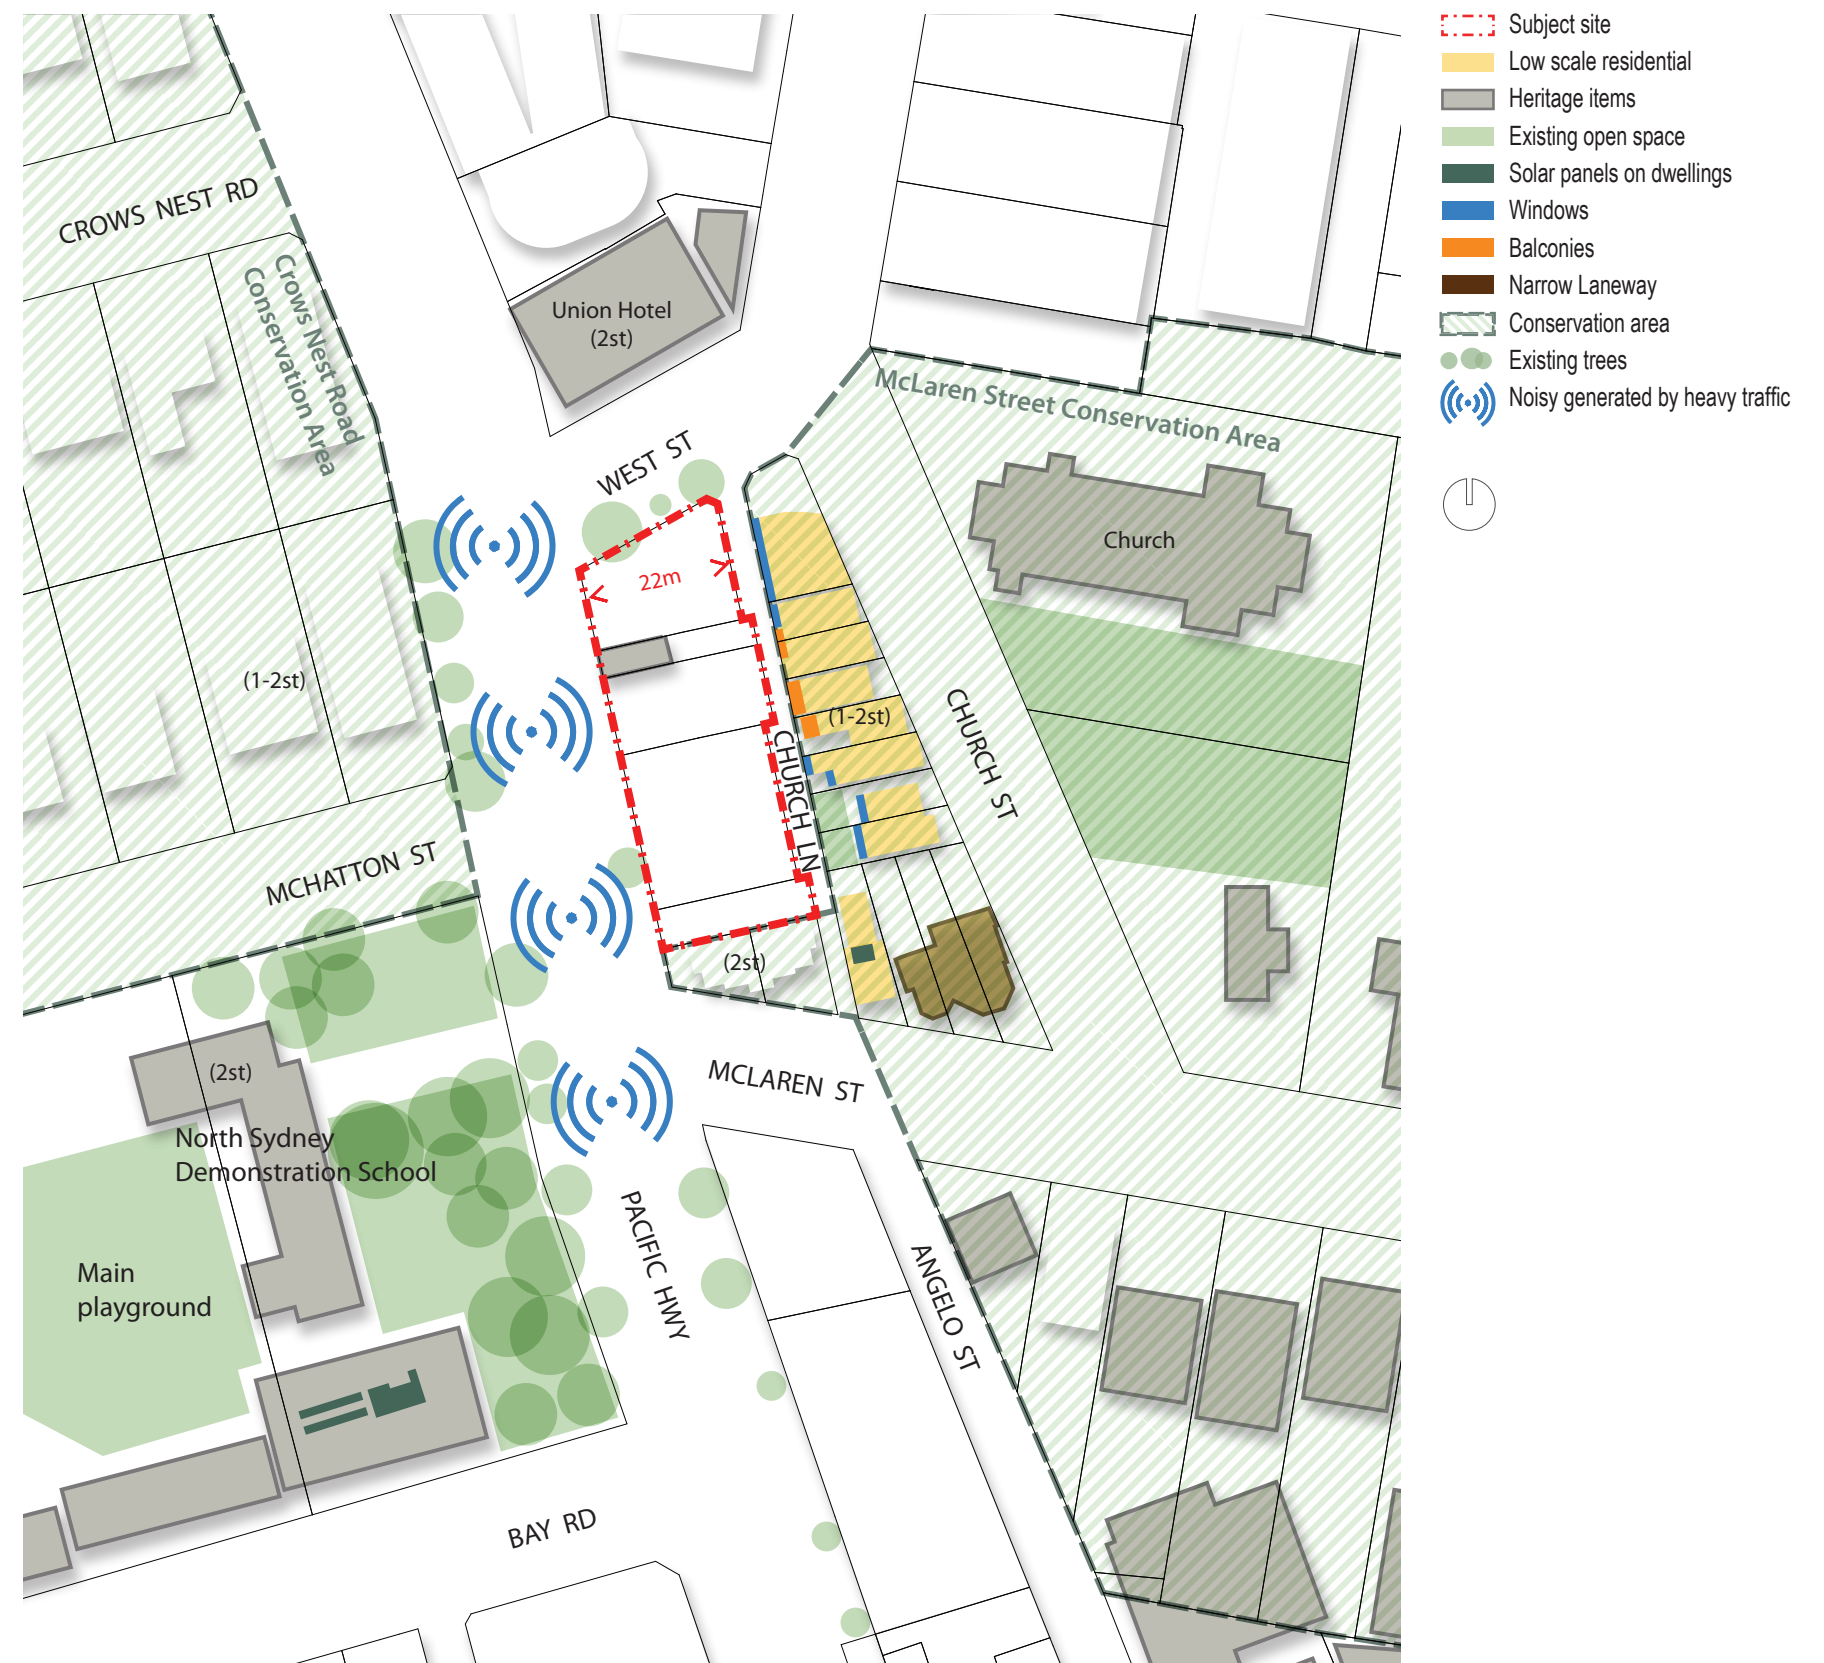 Subject site
Low scale residential
Heritage items
Existing open space
Solar panels on dwellings
Windows
Balconies
Narrow Laneway
Conservation area
Existing trees
Noisy generated by heavy traffic
CROWS NEST RD
Crows Nest Road
Conservation Area
Union Hotel
(2st)
McLaren Street Conservation Area
WEST ST
22m
Church
(1-2st)
(1-2st)
CHURCH LN
CHURCH ST
MCHATTON ST
(2st)
(2st)
North Sydney
Demonstration School
MCLAREN ST
Main
playground
PACIFIC HWY
ANGELO ST
BAY RD